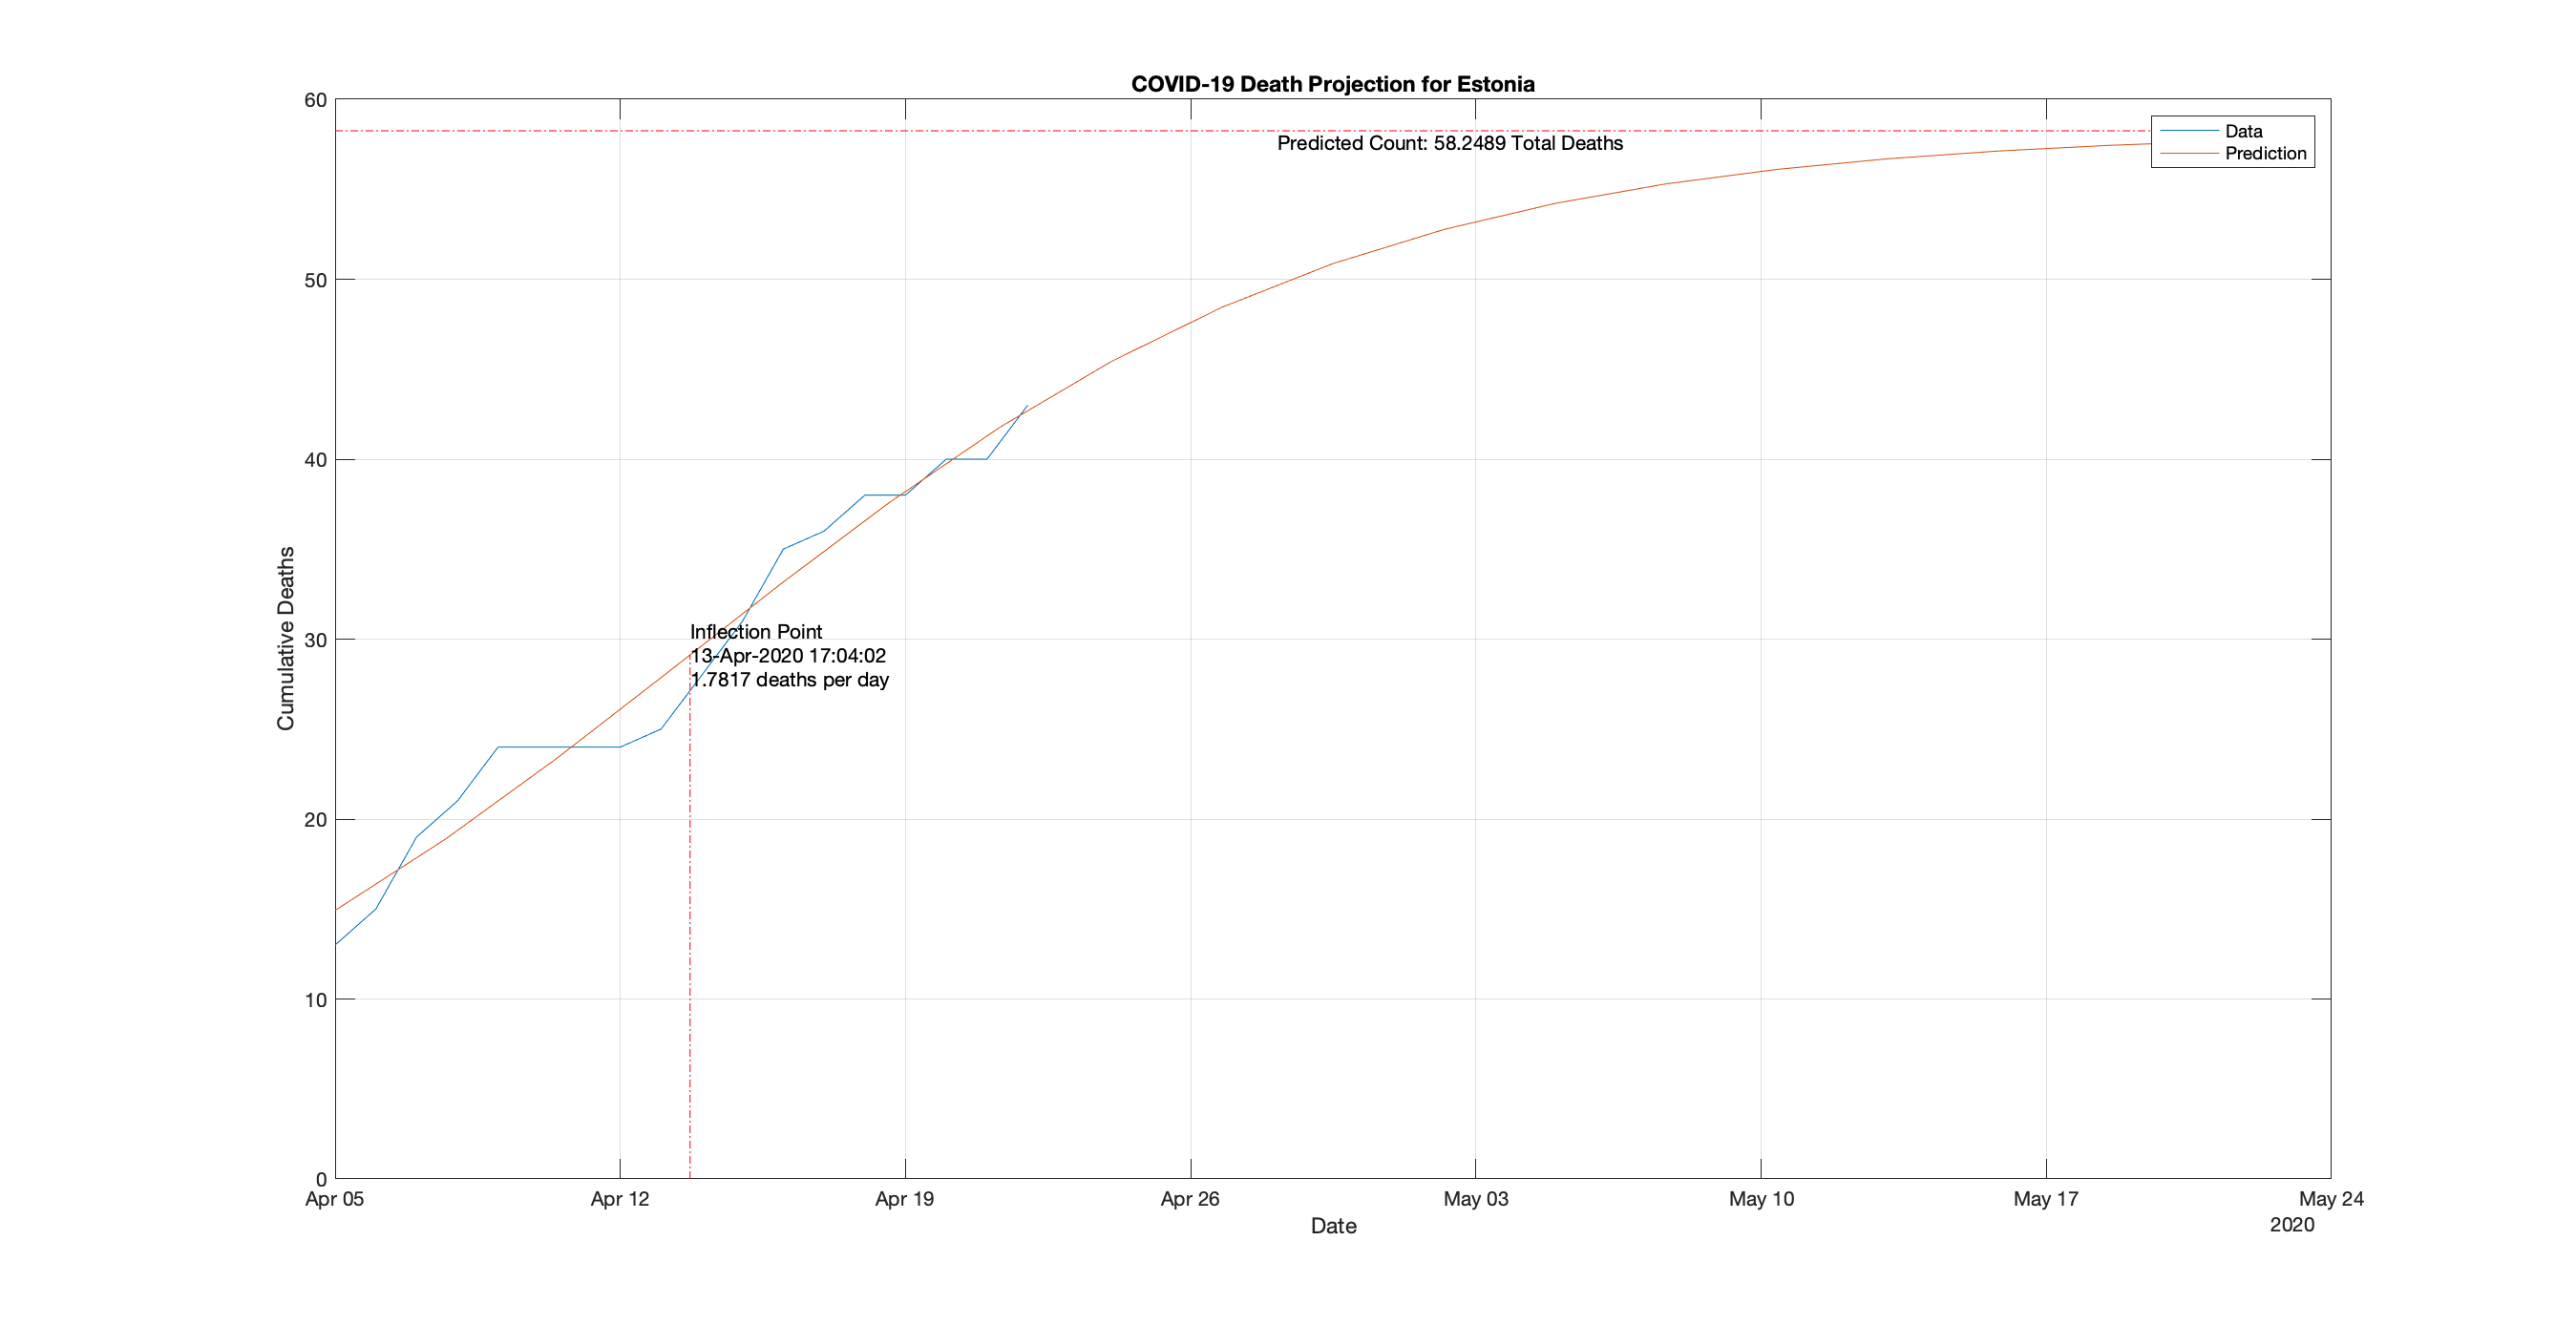 COVID-19 Death Projection for Estonia
60
Predicted Count: 58.2489 Total Deaths
Data
Prediction
50
40
30
20
10
0
Cumulative Deaths
Inflection Point
13-Apr-2020 17:04:02
1.7817 deaths per day
Apr 05
Apr 12
Apr 19
Apr 26
May 03
May 10
May 17
May 24
2020
Date